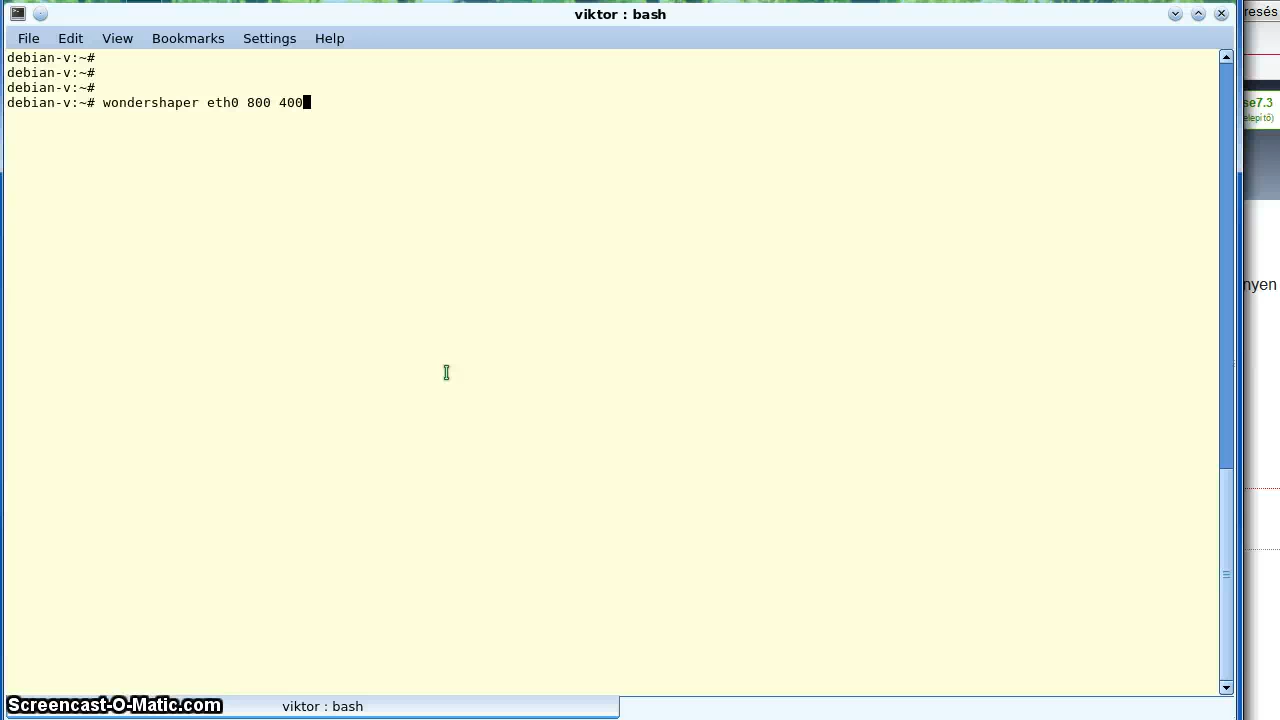 viktor : bash
File Edit View Bookmarks Settings Help
debian-v:~#
debian-v:~#
debian-v:~#
debian-v:~# wondershaper eth0 800 400
resés
se7.3
elepítő)
nyen
Screencast-O-Matic.com
viktor : bash